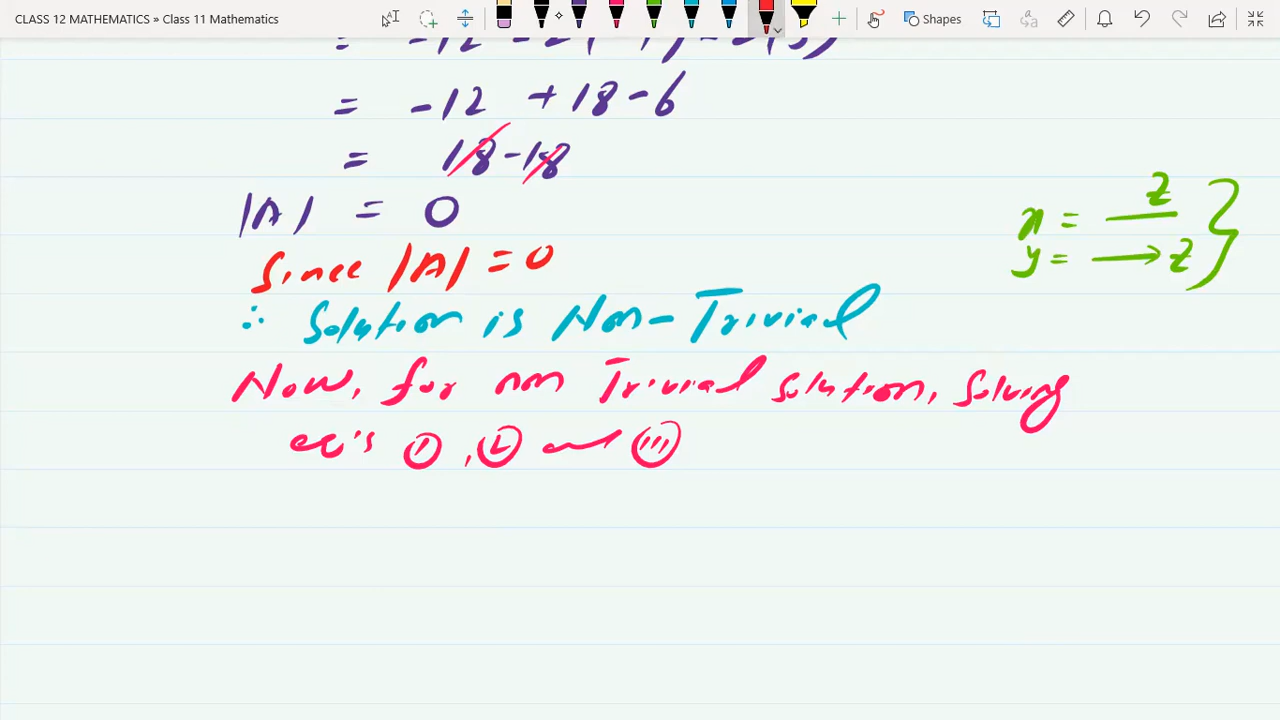 CLASS 12 MATHEMATICS » Class 11 Mathematics
Shapes
= -12 + 18 - 6
= 18 - 18
|A| = 0
Since |A| = 0
∴ Solution is Non-Trivial
Now, for non Trivial solution, Solving
eq's (I), (II) and (III)
x = z
y = → z }